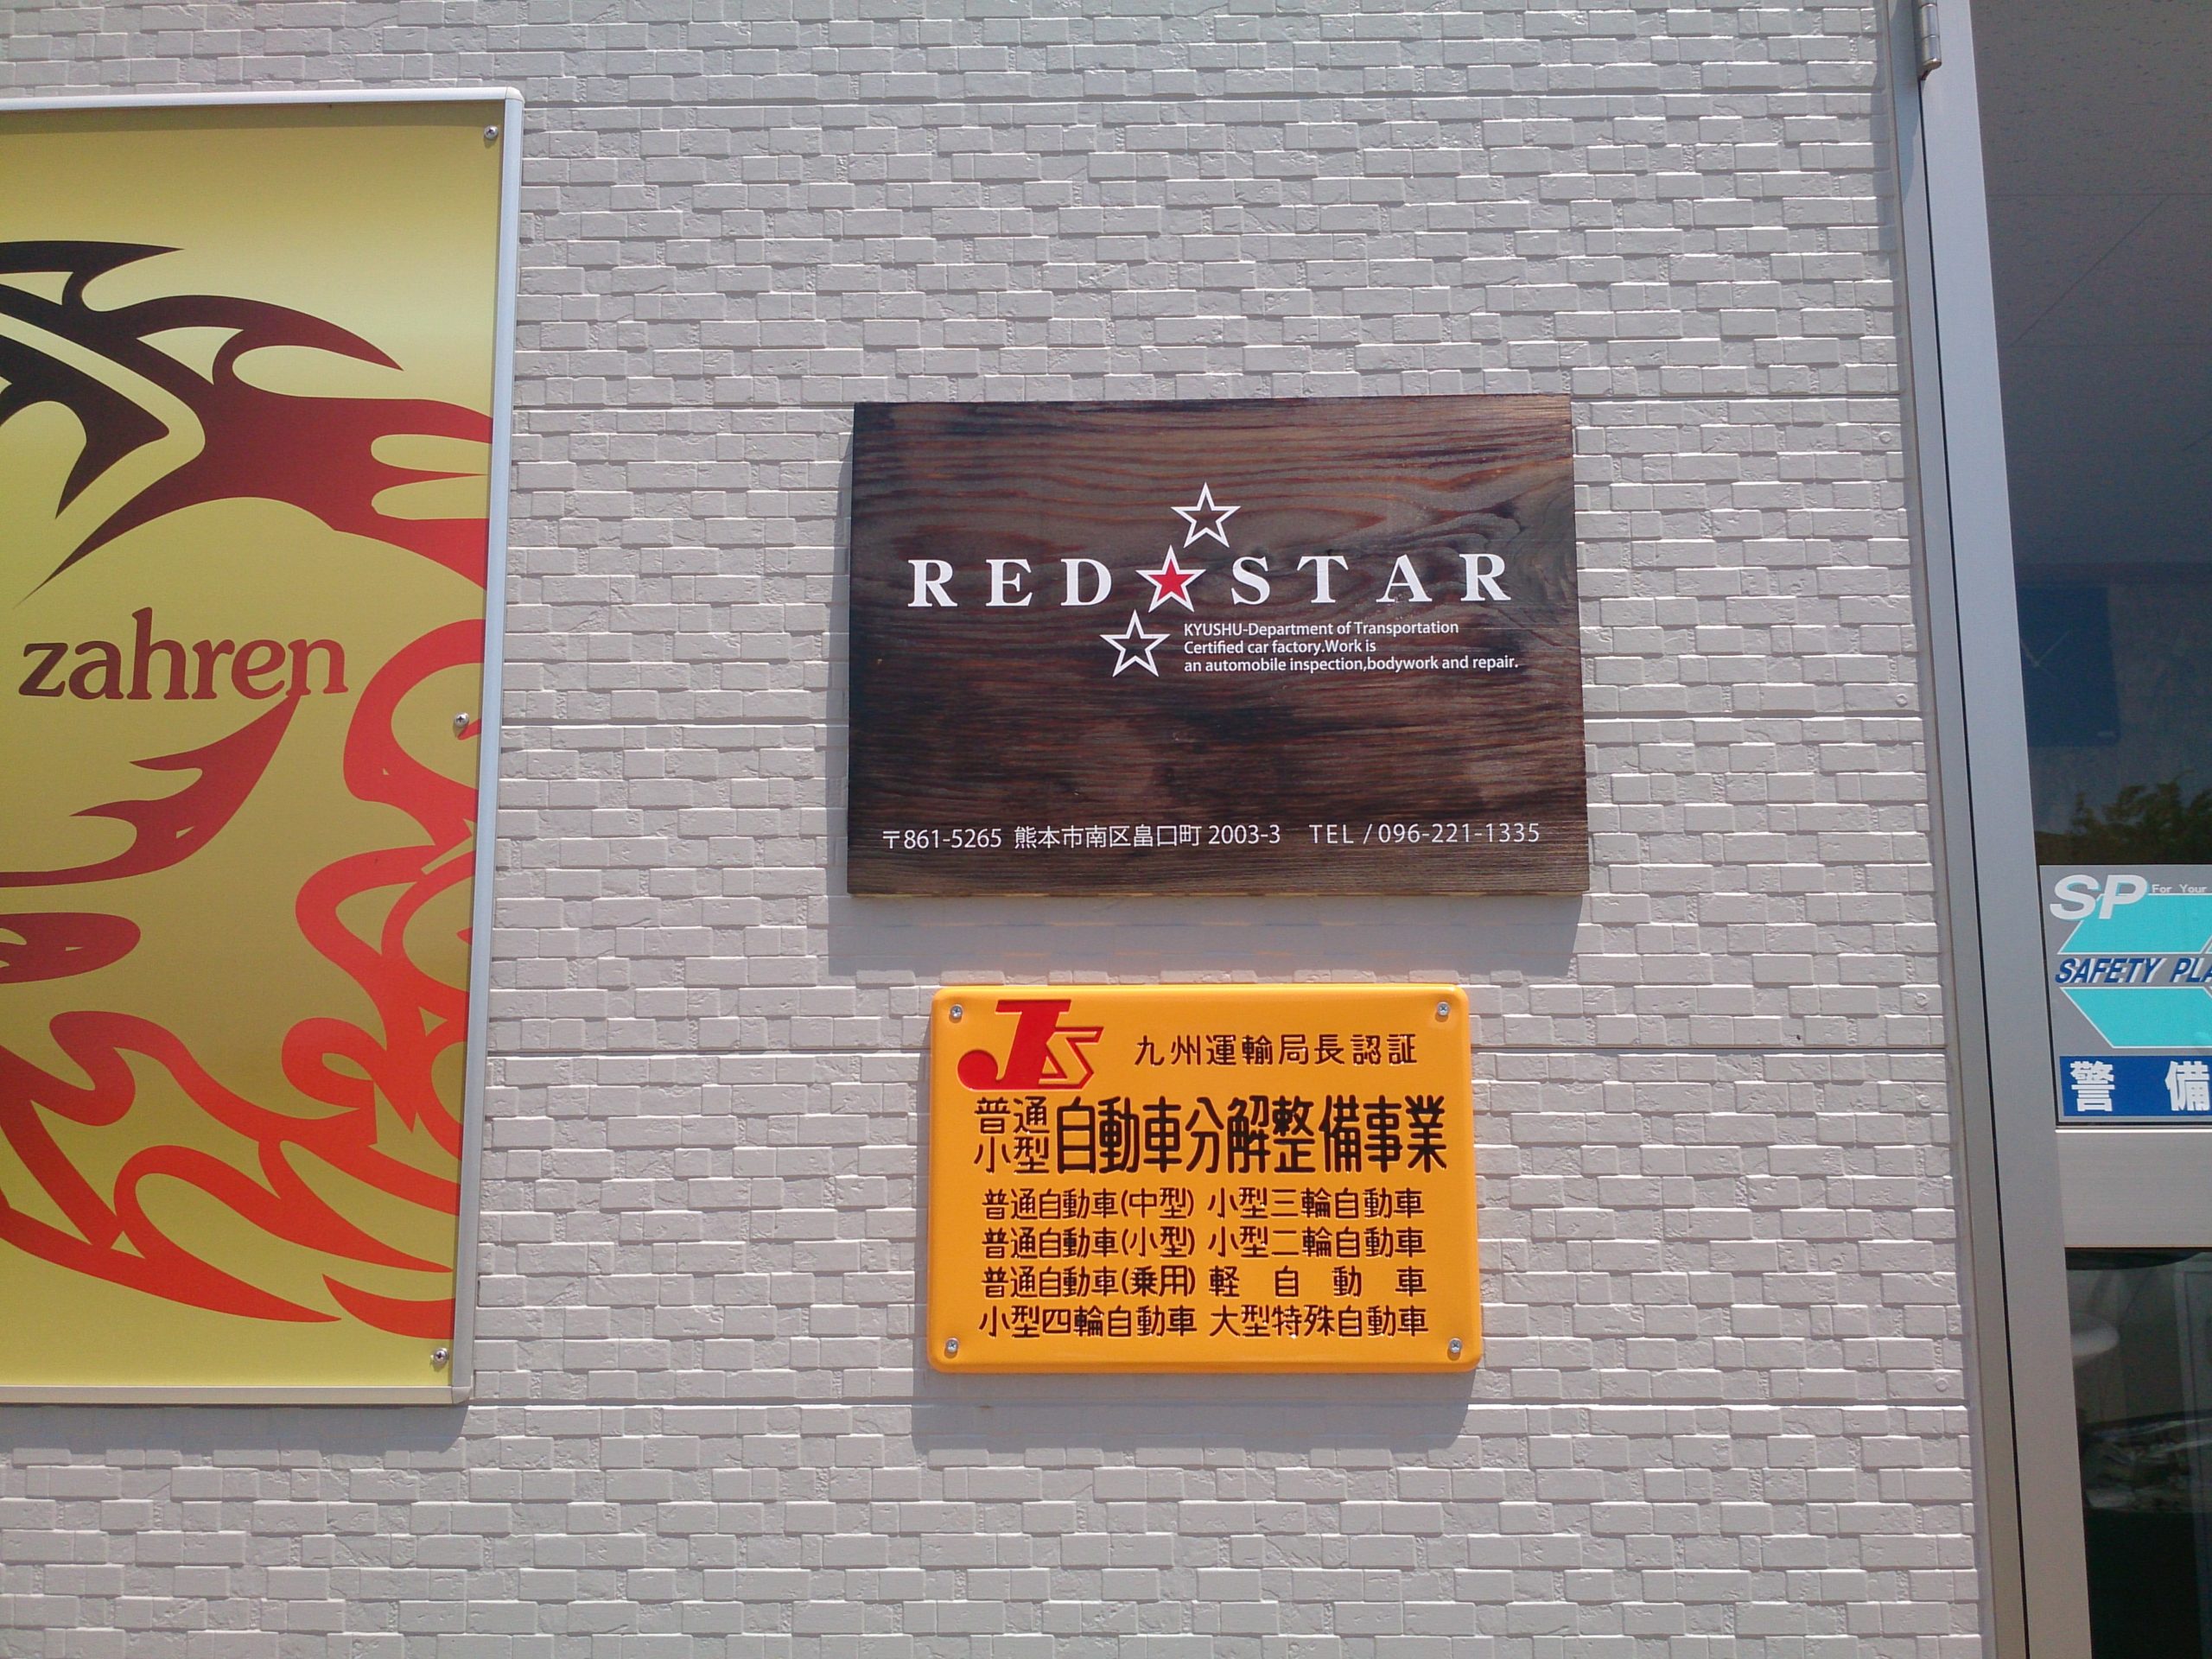 zahren
RED STAR
KYUSHU-Department of Transportation
Certified car factory.Work is
an automobile inspection,bodywork and repair.
〒861-5265 熊本市南区畠口町 2003-3 TEL / 096-221-1335
JS 九州運輸局長認証
普通
小型
自動車分解整備事業
普通自動車(中型) 小型三輪自動車
普通自動車(小型) 小型二輪自動車
普通自動車(乗用) 軽自動車
小型四輪自動車 大型特殊自動車
SP For Your
SAFETY PLA
警備